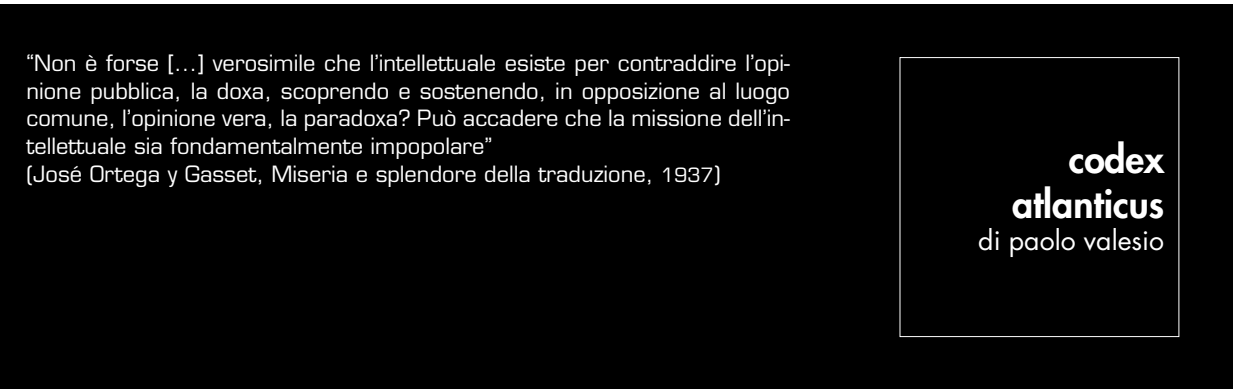 “Non è forse [...] verosimile che l’intellettuale esiste per contraddire l’opi-
nione pubblica, la doxa, scoprendo e sostenendo, in opposizione al luogo
comune, l’opinione vera, la paradoxa? Può accadere che la missione dell’in-
tellettuale sia fondamentalmente impopolare”
(José Ortega y Gasset, Miseria e splendore della traduzione, 1937)
codex
atlanticus
di paolo valesio